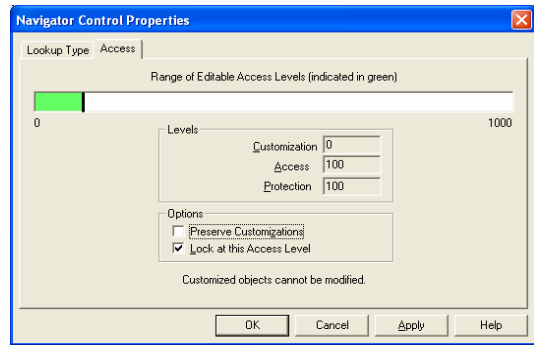 Navigator Control Properties
Lookup Type Access
Range of Editable Access Levels (indicated in green)
0 1000
Levels
Customization 0
Access 100
Protection 100
Options
Preserve Customizations
Lock at this Access Level
Customized objects cannot be modified.
OK Cancel Apply Help